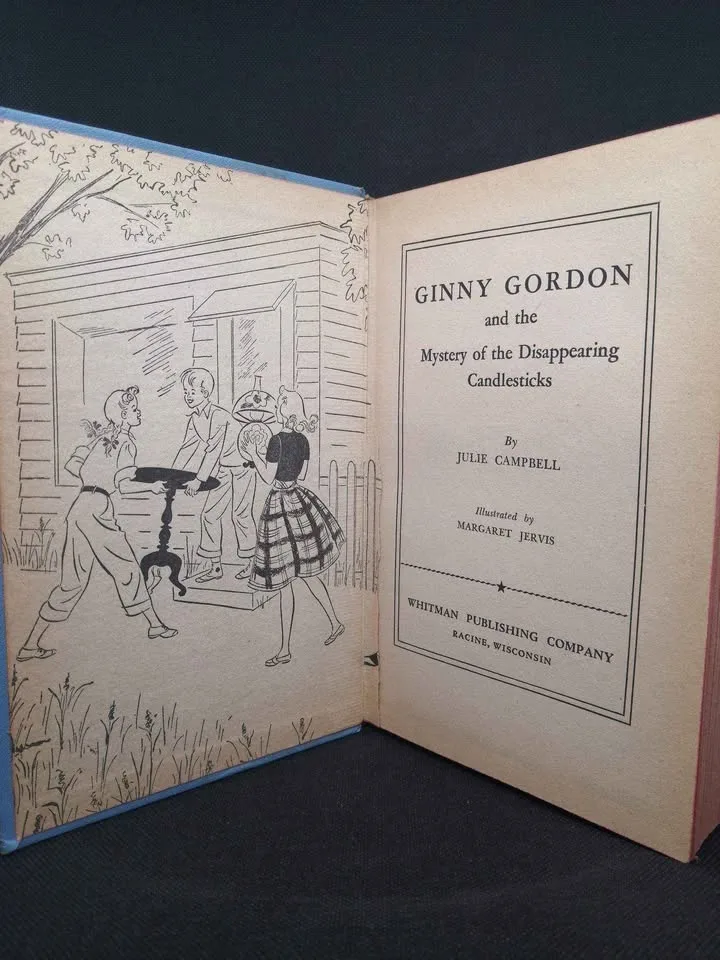 GINNY GORDON
and the
Mystery of the Disappearing
Candlesticks
By
JULIE CAMPBELL
Illustrated by
MARGARET JERVIS
WHITMAN PUBLISHING COMPANY
RACINE, WISCONSIN